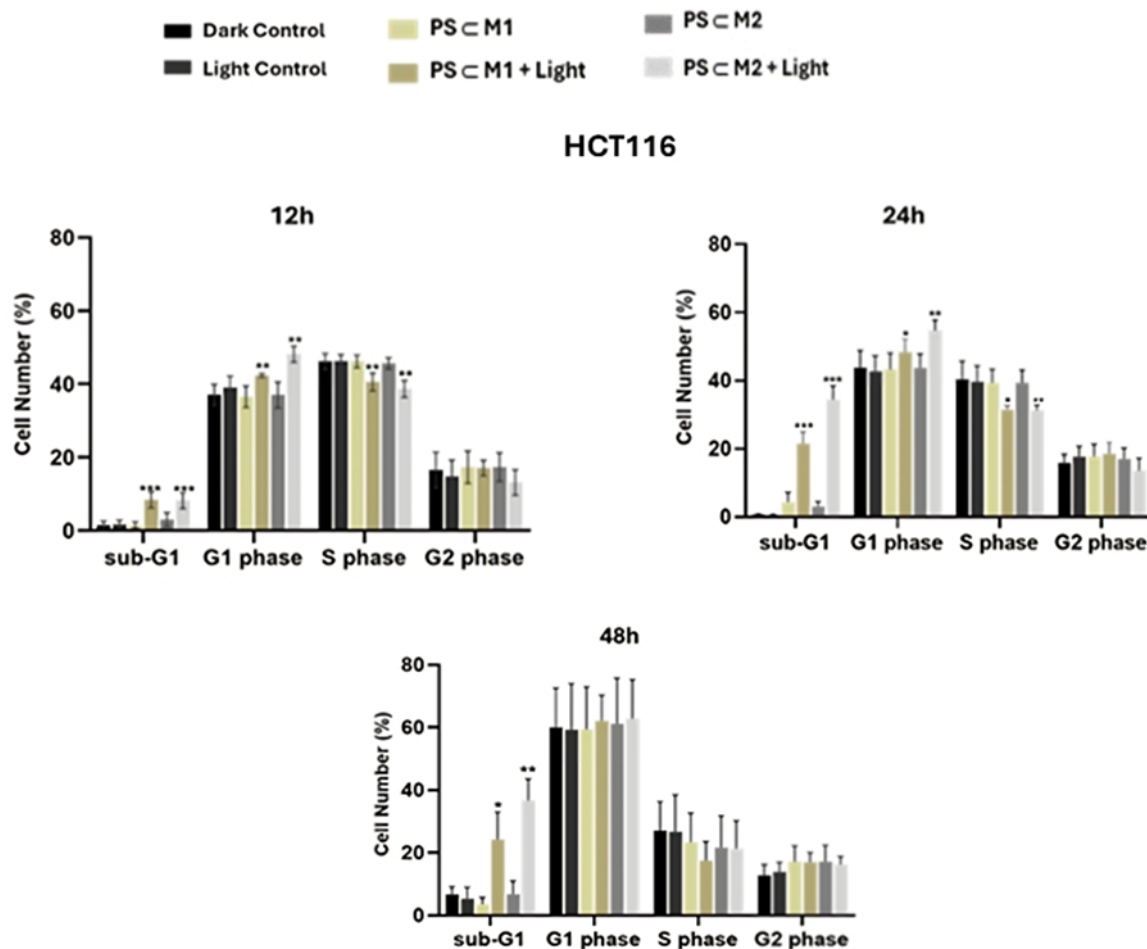 Dark Control
Light Control
PS ⊂ M1
PS ⊂ M1 + Light
PS ⊂ M2
PS ⊂ M2 + Light
HCT116
12h
Cell Number (%)
80
60
40
20
0
*** *** ** ** ** **
sub-G1 G1 phase S phase G2 phase
24h
Cell Number (%)
80
60
40
20
0
*** *** * ** * **
sub-G1 G1 phase S phase G2 phase
48h
Cell Number (%)
80
60
40
20
0
* **
sub-G1 G1 phase S phase G2 phase